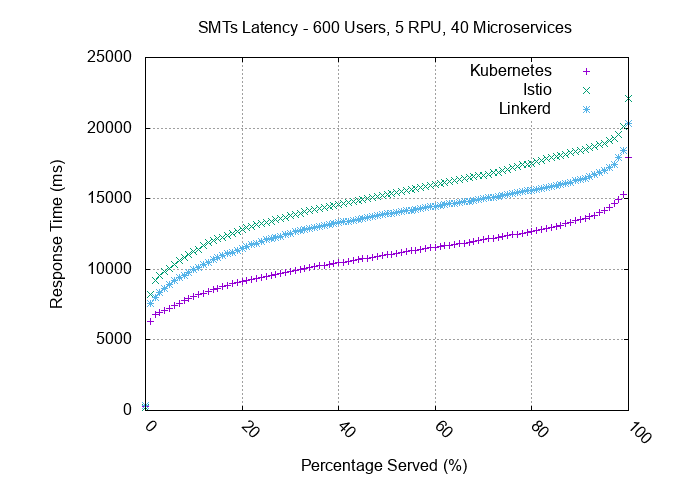 SMTs Latency - 600 Users, 5 RPU, 40 Microservices
25000
20000
15000
10000
5000
0
Response Time (ms)
Kubernetes
Istio
Linkerd
0
20
40
60
80
100
Percentage Served (%)